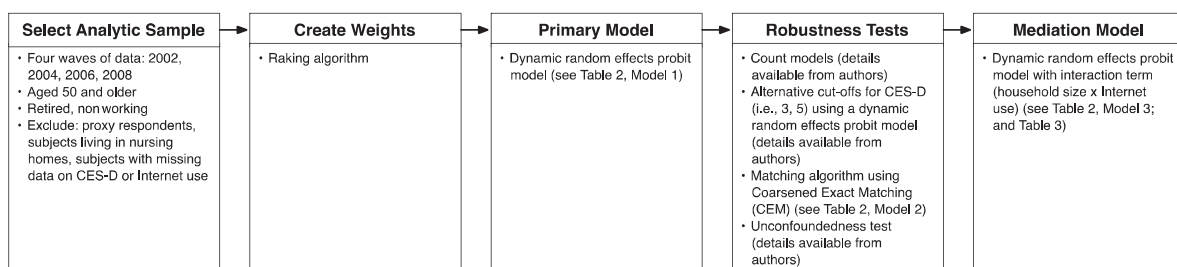 Select Analytic Sample
• Four waves of data: 2002,
2004, 2006, 2008
• Aged 50 and older
• Retired, non working
• Exclude: proxy respondents,
subjects living in nursing
homes, subjects with missing
data on CES-D or Internet use
Create Weights
• Raking algorithm
Primary Model
• Dynamic random effects probit
model (see Table 2, Model 1)
Robustness Tests
• Count models (details
available from authors)
• Alternative cut-offs for CES-D
(i.e., 3, 5) using a dynamic
random effects probit model
(details available from
authors)
• Matching algorithm using
Coarsened Exact Matching
(CEM) (see Table 2, Model 2)
• Unconfoundedness test
(details available from
authors)
Mediation Model
• Dynamic random effects probit
model with interaction term
(household size x Internet
use) (see Table 2, Model 3;
and Table 3)